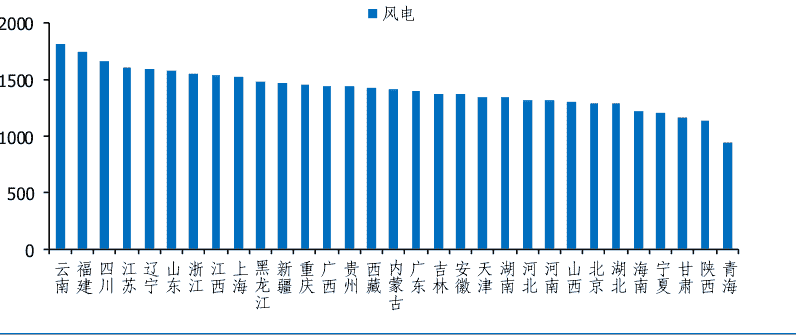 风电
2000
1500
1000
500
0
云南
福建
四川
江苏
辽宁
山东
浙江
江西
上海
黑龙江
新疆
重庆
广西
贵州
西藏
内蒙古
广东
吉林
安徽
天津
湖南
河北
河南
山西
北京
湖北
海南
宁夏
甘肃
陕西
青海